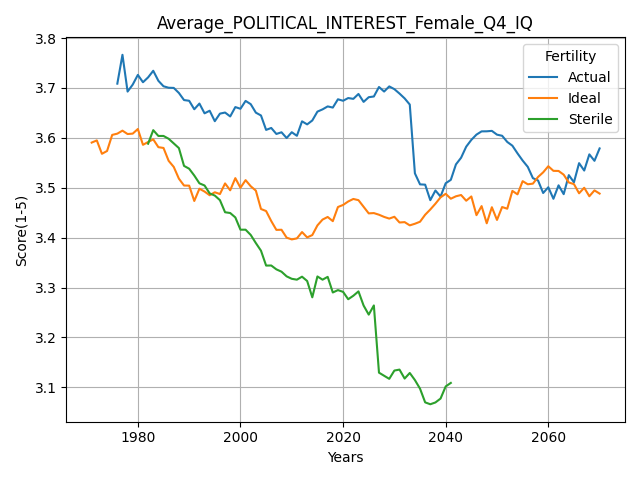 Average_POLITICAL_INTEREST_Female_Q4_IQ
Fertility
Actual
Ideal
Sterile
Score(1-5)
3.8
3.7
3.6
3.5
3.4
3.3
3.2
3.1
1980 2000 2020 2040 2060
Years